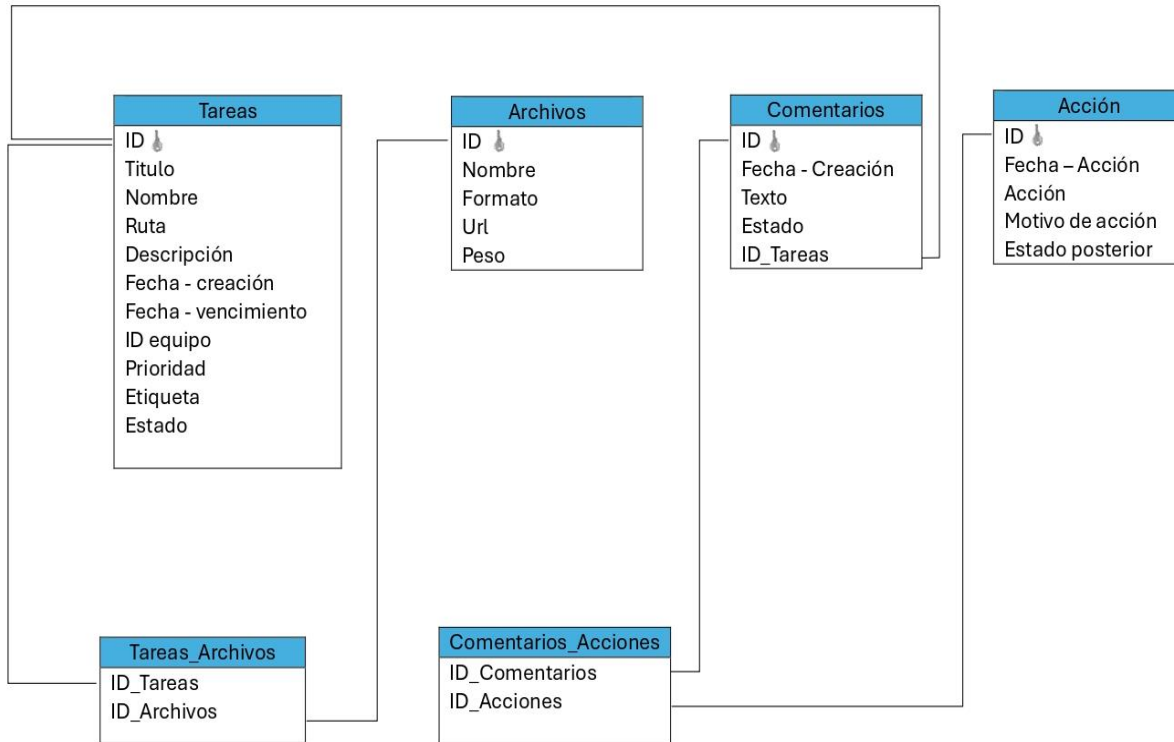 Tareas
ID
Titulo
Nombre
Ruta
Descripción
Fecha - creación
Fecha - vencimiento
ID equipo
Prioridad
Etiqueta
Estado
Archivos
ID
Nombre
Formato
Url
Peso
Comentarios
ID
Fecha - Creación
Texto
Estado
ID_Tareas
Acción
ID
Fecha – Acción
Acción
Motivo de acción
Estado posterior
Tareas_Archivos
ID_Tareas
ID_Archivos
Comentarios_Acciones
ID_Comentarios
ID_Acciones